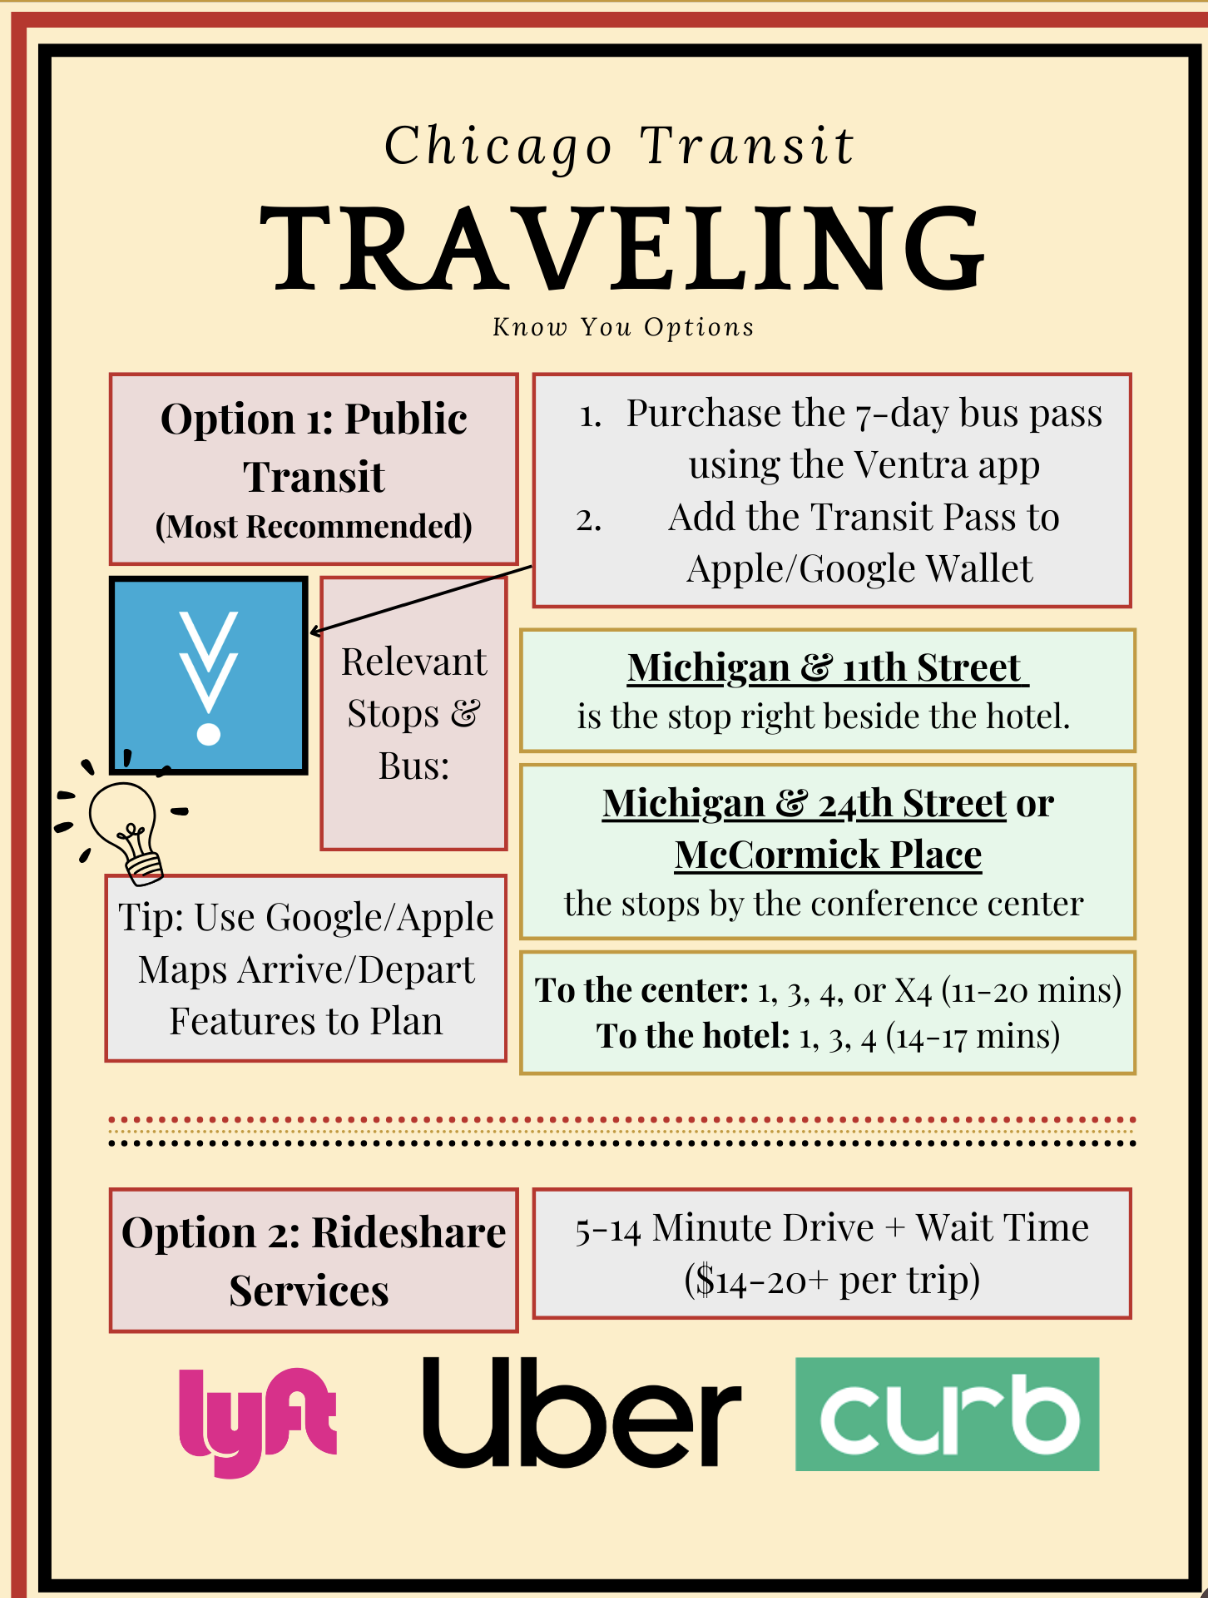 Chicago Transit
TRAVELING
Know You Options
Option 1: Public
Transit
(Most Recommended)
1. Purchase the 7-day bus pass
using the Ventra app
2. Add the Transit Pass to
Apple/Google Wallet
Relevant
Stops &
Bus:
Michigan & 11th Street
is the stop right beside the hotel.
Michigan & 24th Street or
McCormick Place
the stops by the conference center
To the center: 1, 3, 4, or X4 (11-20 mins)
To the hotel: 1, 3, 4 (14-17 mins)
Tip: Use Google/Apple
Maps Arrive/Depart
Features to Plan
Option 2: Rideshare
Services
5-14 Minute Drive + Wait Time
($14-20+ per trip)
lyft
Uber
curb